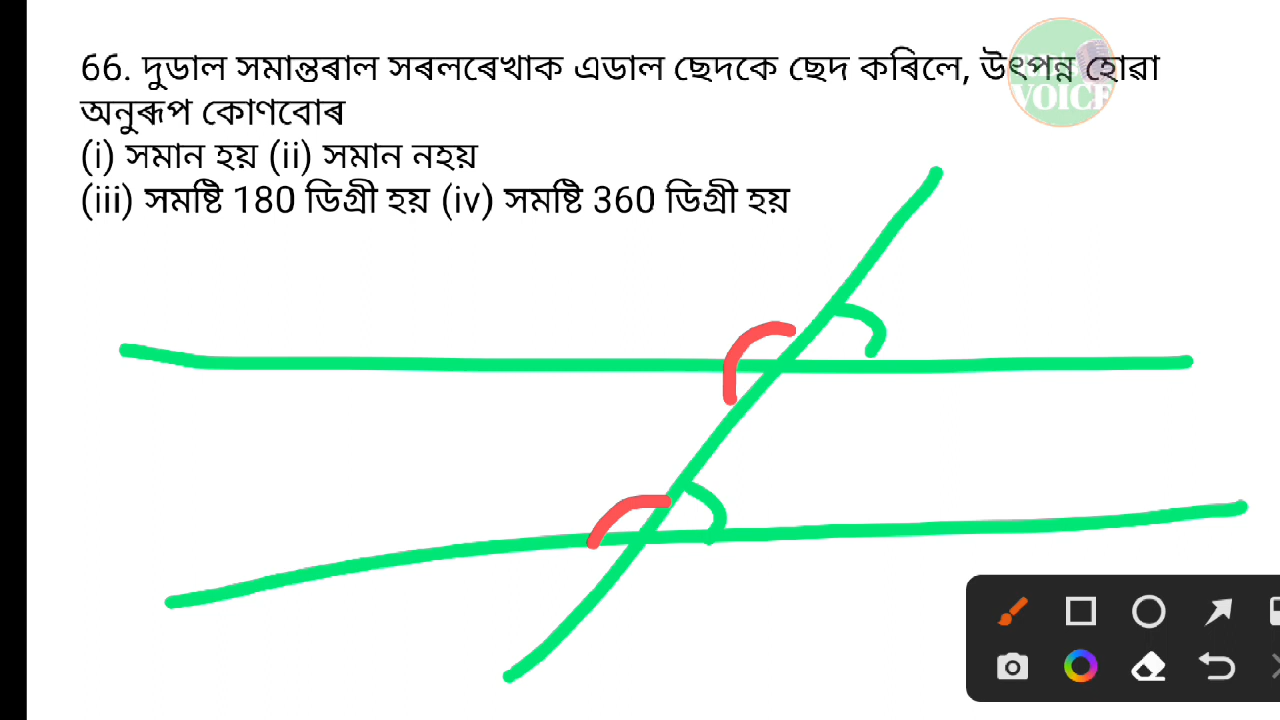 66. দুডাল সমান্তৰাল সৰলৰেখাক এডাল ছেদকে ছেদ কৰিলে, উৎপন্ন হোৱা
অনুৰূপ কোণবোৰ
(i) সমান হয় (ii) সমান নহয়
(iii) সমষ্টি 180 ডিগ্ৰী হয় (iv) সমষ্টি 360 ডিগ্ৰী হয়
VOICE